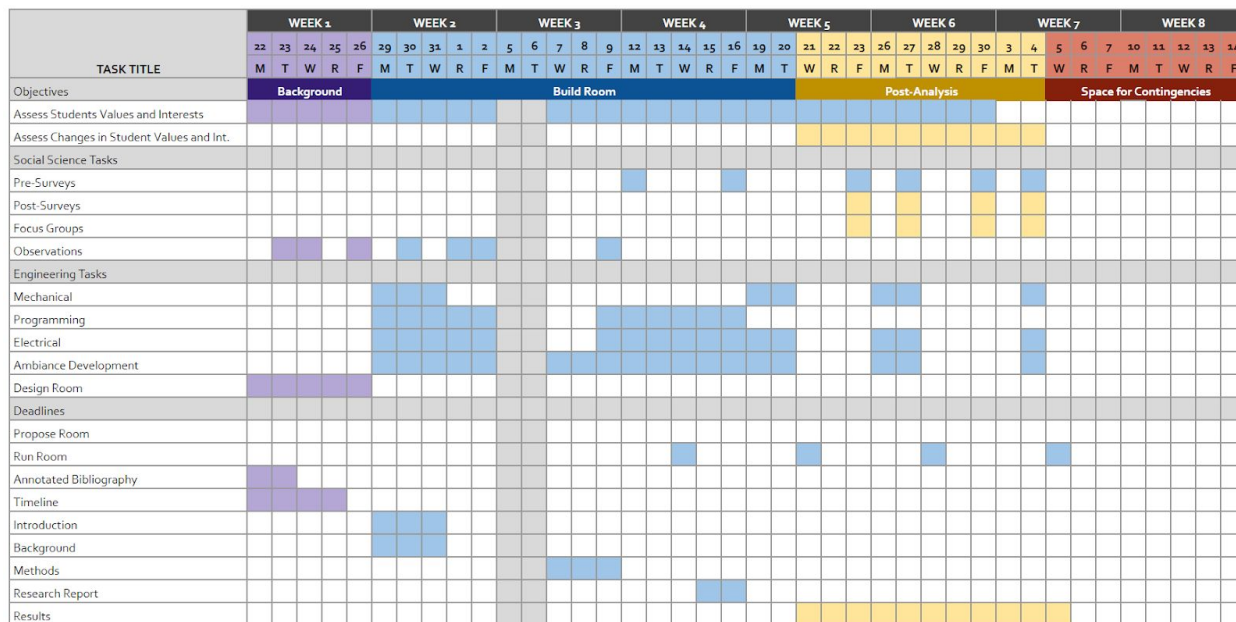 WEEK 1 WEEK 2 WEEK 3 WEEK 4 WEEK 5 WEEK 6 WEEK 7 WEEK 8
22 23 24 25 26 29 30 31 1 2 5 6 7 8 9 12 13 14 15 16 19 20 21 22 23 26 27 28 29 30 3 4 5 6 7 10 11 12 13 14
TASK TITLE M T W R F M T W R F M T W R F M T W R F M T W R F M T W R F M T W R F M T W R F
Objectives Background Build Room Post-Analysis Space for Contingencies
Assess Students Values and Interests
Assess Changes in Student Values and Int.
Social Science Tasks
Pre-Surveys
Post-Surveys
Focus Groups
Observations
Engineering Tasks
Mechanical
Programming
Electrical
Ambiance Development
Design Room
Deadlines
Propose Room
Run Room
Annotated Bibliography
Timeline
Introduction
Background
Methods
Research Report
Results